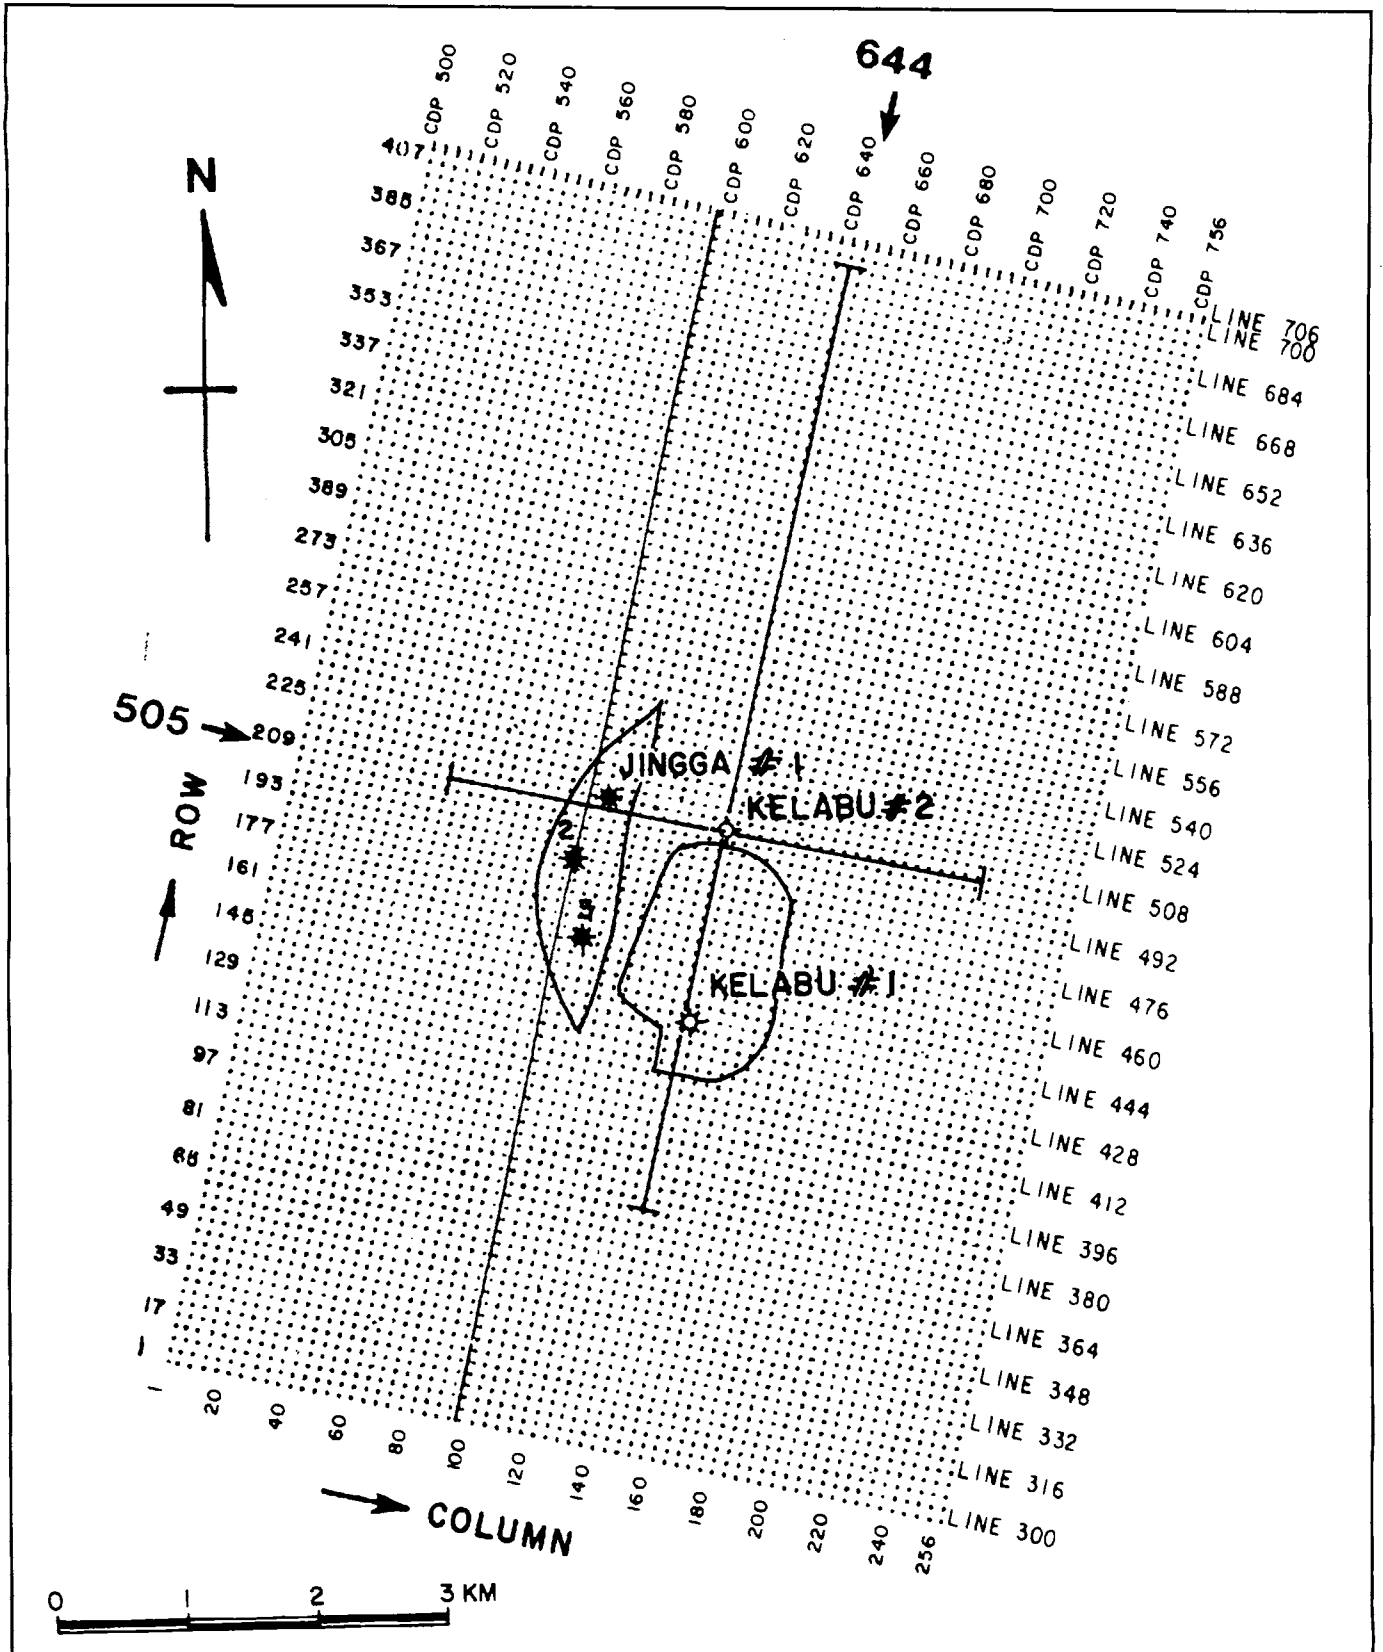 644
CDP 500
CDP 520
CDP 540
CDP 560
CDP 580
CDP 600
CDP 620
CDP 640
CDP 660
CDP 680
CDP 700
CDP 720
CDP 740
CDP 756
N
407
385
367
353
337
321
305
389
273
257
241
225
505
209
193
177
161
145
129
113
97
81
65
49
33
17
1
ROW
LINE 706
LINE 700
LINE 684
LINE 668
LINE 652
LINE 636
LINE 620
LINE 604
LINE 588
LINE 572
LINE 556
LINE 540
LINE 524
LINE 508
LINE 492
LINE 476
LINE 460
LINE 444
LINE 428
LINE 412
LINE 396
LINE 380
LINE 364
LINE 348
LINE 332
LINE 316
LINE 300
JINGGA #1
KELABU #2
2
KELABU #1
1
20
40
60
80
100
120
140
160
180
200
220
240
256
COLUMN
0 1 2 3 KM